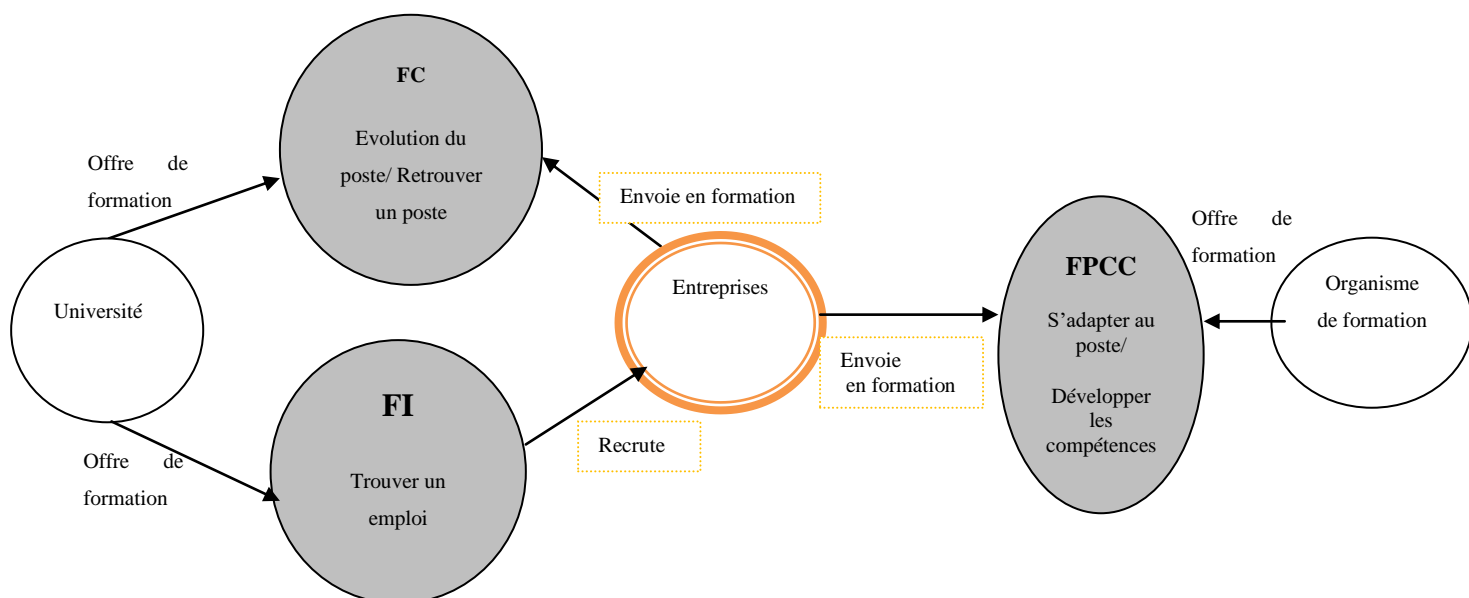 FC
Evolution du
poste/ Retrouver
un poste
Offre de
formation
Envoie en formation
Université
Entreprises
Offre de
formation
FPCC
S’adapter au
poste/
Développer
les
compétences
Organisme
de formation
Envoie
en formation
FI
Trouver un
emploi
Recrute
Offre de
formation